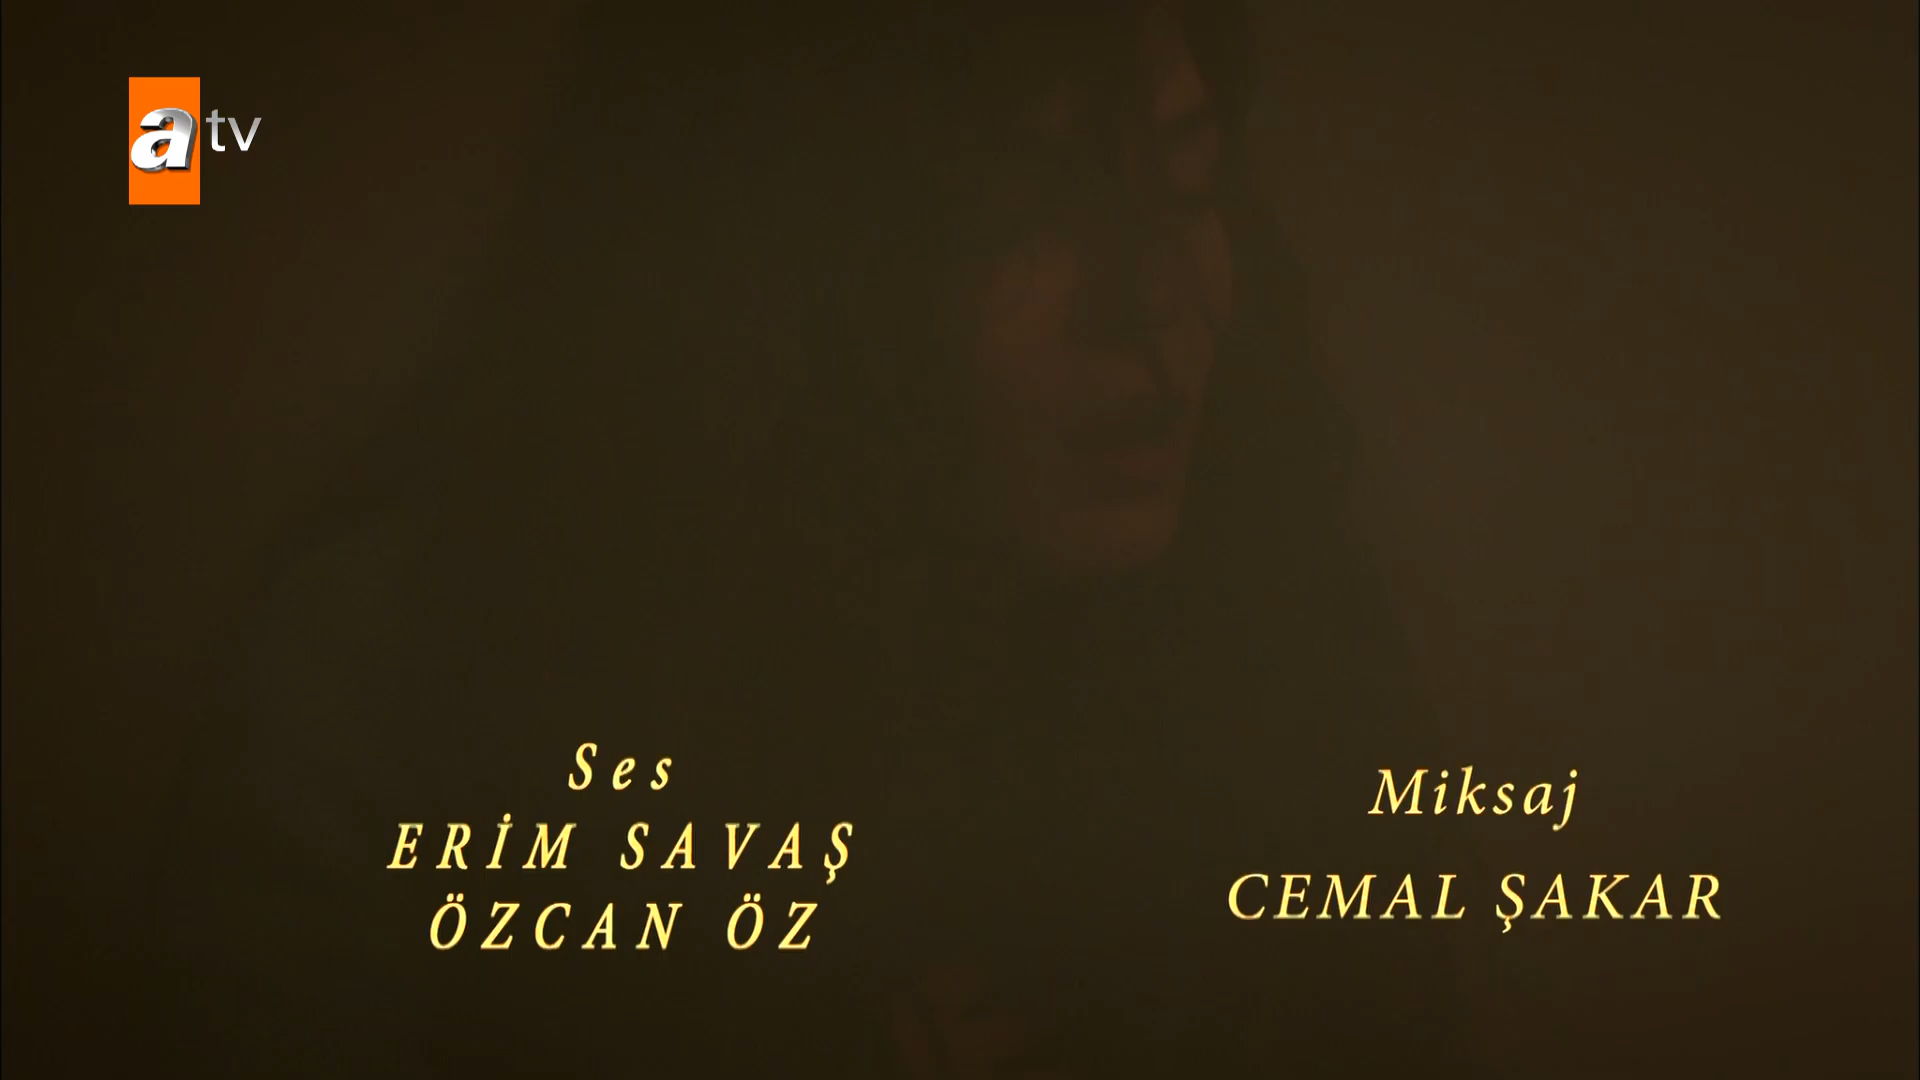 atv
Ses
ERİM SAVAŞ
ÖZCAN ÖZ
Miksaj
CEMAL ŞAKAR